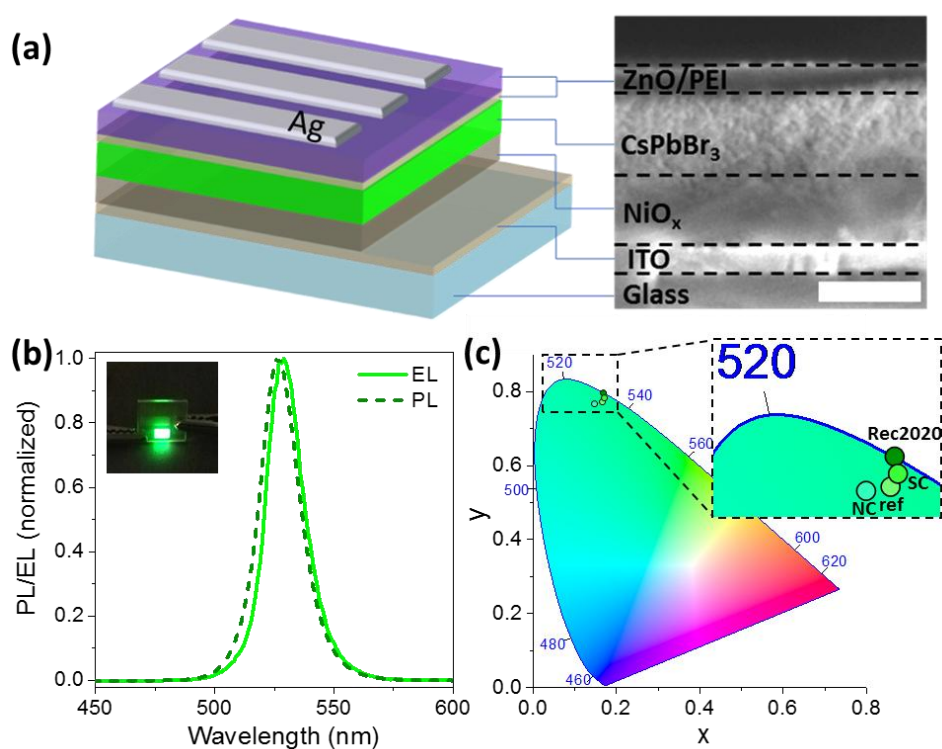 (a)
Ag
ZnO/PEI
CsPbBr₃
NiOₓ
ITO
Glass
(b)
PL/EL (normalized)
1.0
0.8
0.6
0.4
0.2
0.0
EL
PL
450
500
550
600
Wavelength (nm)
(c)
y
0.8
0.6
0.4
0.2
0.0
0.0
0.2
0.4
0.6
0.8
x
520
540
560
500
600
620
480
460
520
Rec2020
SC
NC
ref